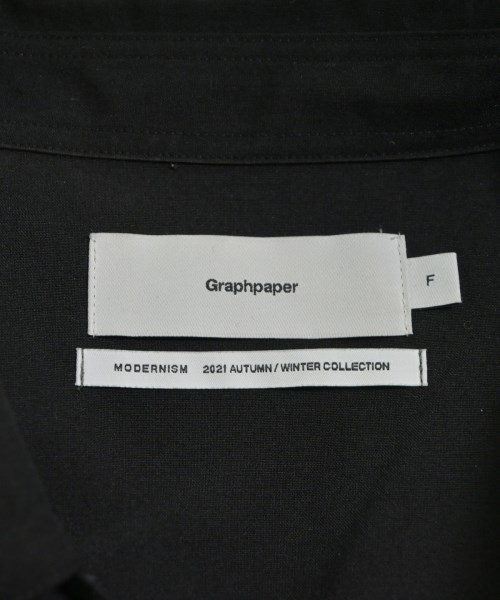 Graphpaper
F
MODERNISM 2021 AUTUMN / WINTER COLLECTION